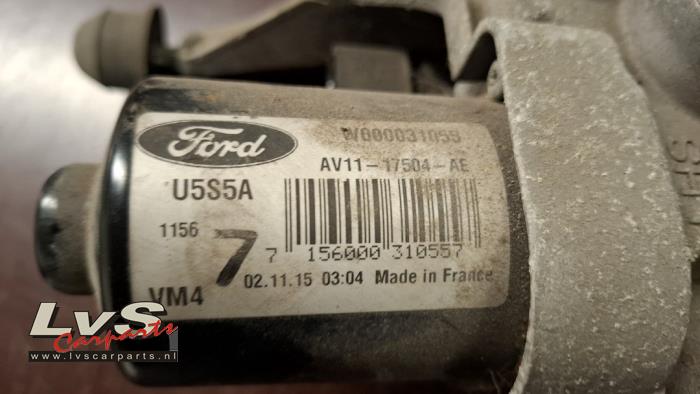 Ford
W000031055
AV11-17504-AE
U5S5A
1156
7
7 156000 310557
02.11.15 03:04 Made in France
VM4
LvS
Carparts
www.lvscarparts.nl